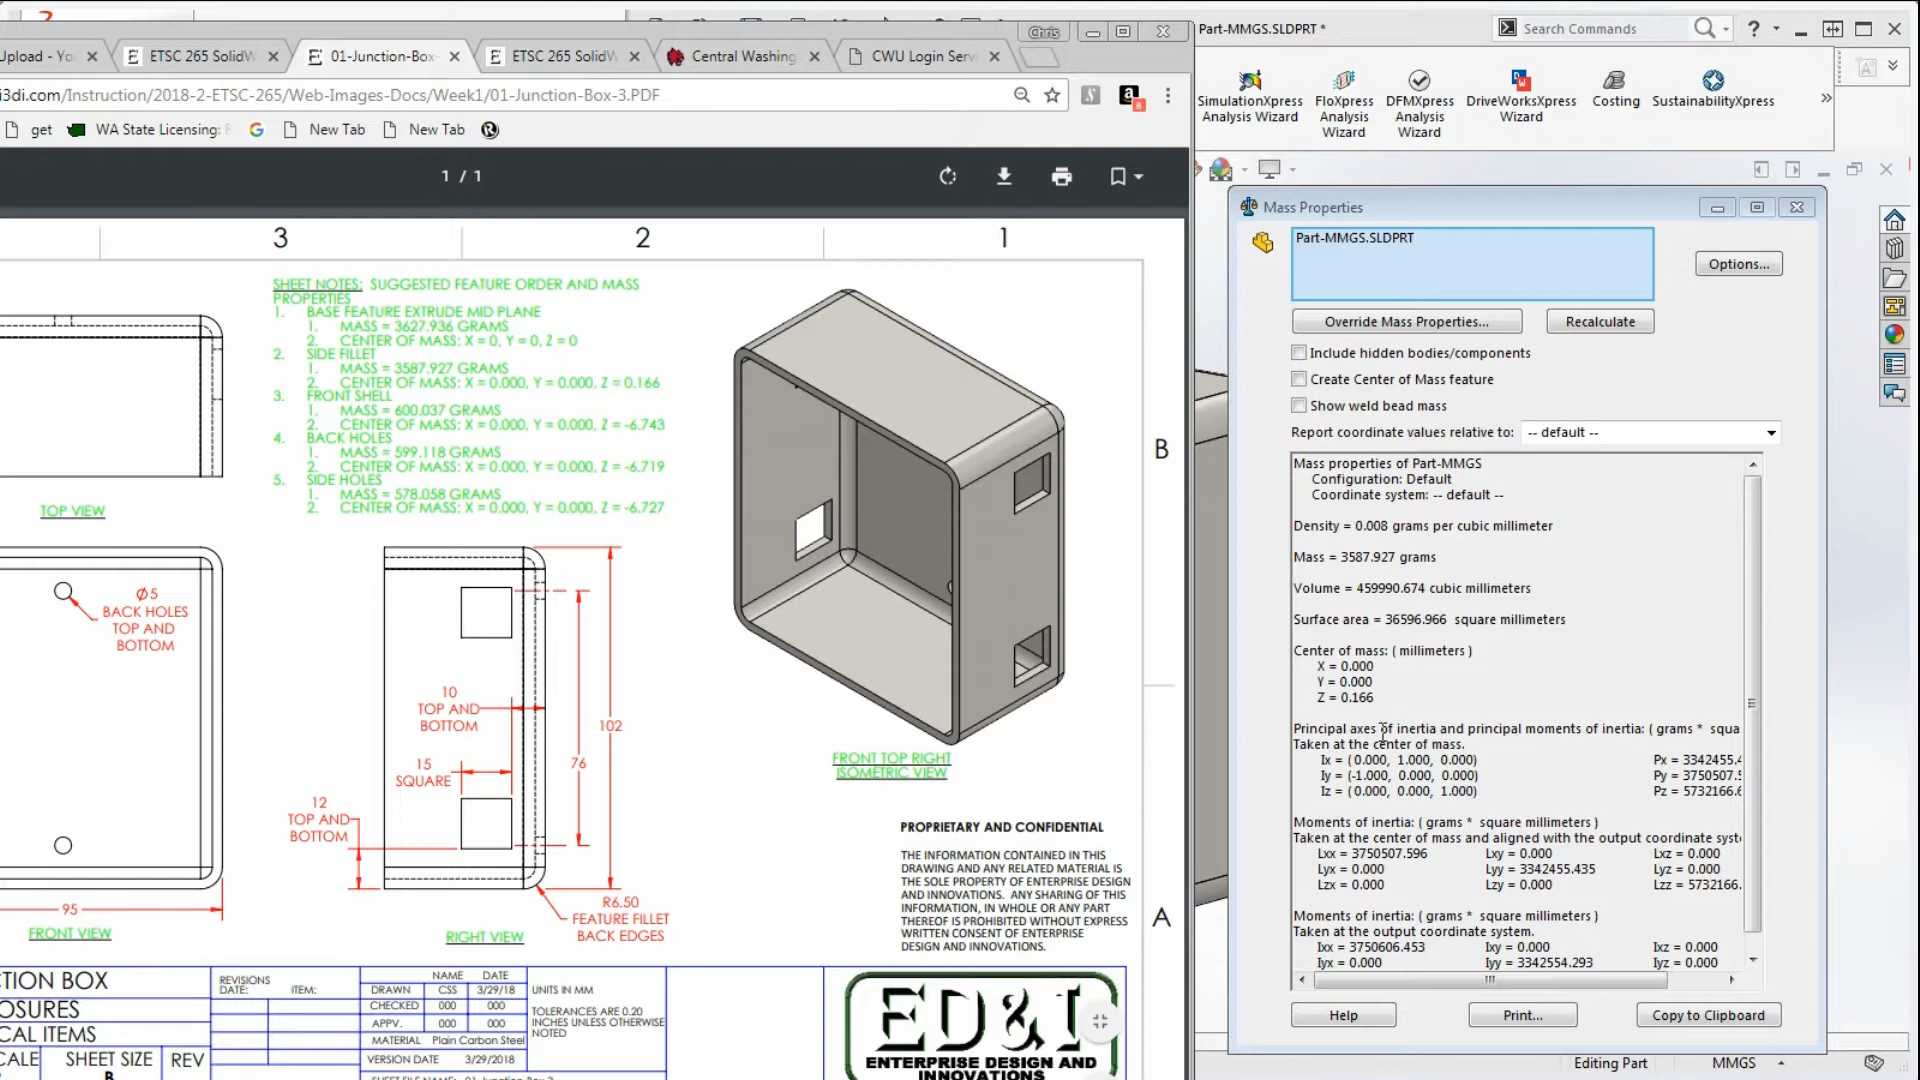 Chris
Upload - Yo
ETSC 265 SolidW
01-Junction-Box-
ETSC 265 SolidW
Central Washing
CWU Login Servi
i3di.com/Instruction/2018-2-ETSC-265/Web-Images-Docs/Week1/01-Junction-Box-3.PDF
8
get
WA State Licensing:
New Tab
New Tab
1 / 1
3
2
1
SHEET NOTES: SUGGESTED FEATURE ORDER AND MASS
PROPERTIES
1. BASE FEATURE EXTRUDE MID PLANE
1. MASS = 3627.936 GRAMS
2. CENTER OF MASS: X = 0, Y = 0, Z = 0
2. SIDE FILLET
1. MASS = 3587.927 GRAMS
2. CENTER OF MASS: X = 0.000, Y = 0.000, Z = 0.166
3. FRONT SHELL
1. MASS = 600.037 GRAMS
2. CENTER OF MASS: X = 0.000, Y = 0.000, Z = -6.743
4. BACK HOLES
1. MASS = 599.118 GRAMS
2. CENTER OF MASS: X = 0.000, Y = 0.000, Z = -6.719
5. SIDE HOLES
1. MASS = 578.058 GRAMS
2. CENTER OF MASS: X = 0.000, Y = 0.000, Z = -6.727
B
TOP VIEW
Ø5
BACK HOLES
TOP AND
BOTTOM
10
TOP AND
BOTTOM
102
15
SQUARE
76
12
TOP AND
BOTTOM
95
FRONT VIEW
RIGHT VIEW
R6.50
FEATURE FILLET
BACK EDGES
FRONT TOP RIGHT
ISOMETRIC VIEW
PROPRIETARY AND CONFIDENTIAL
THE INFORMATION CONTAINED IN THIS
DRAWING AND ANY RELATED MATERIAL IS
THE SOLE PROPERTY OF ENTERPRISE DESIGN
AND INNOVATIONS. ANY SHARING OF THIS
INFORMATION, IN WHOLE OR ANY PART
THEREOF IS PROHIBITED WITHOUT EXPRESS
WRITTEN CONSENT OF ENTERPRISE
DESIGN AND INNOVATIONS.
A
TION BOX
OSURES
CAL ITEMS
CALE SHEET SIZE REV
B
REVISIONS
DATE: ITEM:
NAME DATE
DRAWN CSS 3/29/18
CHECKED 000 000
APPV. 000 000
MATERIAL Plain Carbon Steel
VERSION DATE 3/29/2018
SHEET FILE NAME: 01-Junction Box-3
UNITS IN MM
TOLERANCES ARE 0.20
INCHES UNLESS OTHERWISE
NOTED
ED&I
ENTERPRISE DESIGN AND
INNOVATIONS
Part-MMGS.SLDPRT *
Search Commands
?
SimulationXpress
Analysis Wizard
FloXpress
Analysis
Wizard
DFMXpress
Analysis
Wizard
DriveWorksXpress
Wizard
Costing
SustainabilityXpress
Mass Properties
Part-MMGS.SLDPRT
Options...
Override Mass Properties...
Recalculate
Include hidden bodies/components
Create Center of Mass feature
Show weld bead mass
Report coordinate values relative to: -- default --
Mass properties of Part-MMGS
Configuration: Default
Coordinate system: -- default --
Density = 0.008 grams per cubic millimeter
Mass = 3587.927 grams
Volume = 459990.674 cubic millimeters
Surface area = 36596.966 square millimeters
Center of mass: ( millimeters )
X = 0.000
Y = 0.000
Z = 0.166
Principal axes of inertia and principal moments of inertia: ( grams * squa
Taken at the center of mass.
Ix = ( 0.000, 1.000, 0.000) Px = 3342455.4
Iy = (-1.000, 0.000, 0.000) Py = 3750507.5
Iz = ( 0.000, 0.000, 1.000) Pz = 5732166.6
Moments of inertia: ( grams * square millimeters )
Taken at the center of mass and aligned with the output coordinate syst
Lxx = 3750507.596 Lxy = 0.000 Lxz = 0.000
Lyx = 0.000 Lyy = 3342455.435 Lyz = 0.000
Lzx = 0.000 Lzy = 0.000 Lzz = 5732166.
Moments of inertia: ( grams * square millimeters )
Taken at the output coordinate system.
Ixx = 3750606.453 Ixy = 0.000 Ixz = 0.000
Iyx = 0.000 Iyy = 3342554.293 Iyz = 0.000
Help
Print...
Copy to Clipboard
Editing Part
MMGS